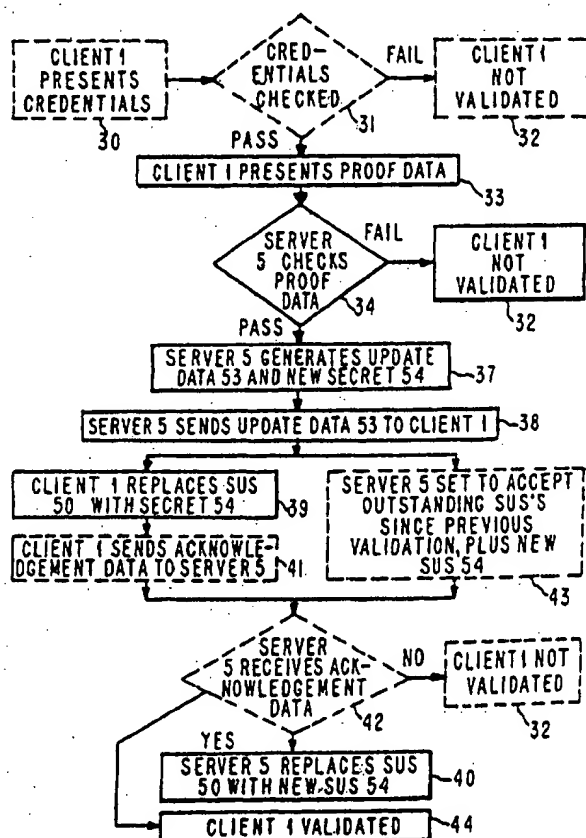 CLIENT 1
PRESENTS
CREDENTIALS
30
CRED-
ENTIALS
CHECKED
31
FAIL
CLIENT 1
NOT
VALIDATED
32
PASS
CLIENT 1 PRESENTS PROOF DATA
33
SERVER
5 CHECKS
PROOF
DATA
34
FAIL
CLIENT 1
NOT
VALIDATED
32
PASS
SERVER 5 GENERATES UPDATE
DATA 53 AND NEW SECRET 54
37
SERVER 5 SENDS UPDATE DATA 53 TO CLIENT 1
38
CLIENT 1 REPLACES SUS
50 WITH SECRET 54
39
CLIENT 1 SENDS ACKNOWLE-
DGEMENT DATA TO SERVER 5
41
SERVER 5 SET TO ACCEPT
OUTSTANDING SUS'S
SINCE PREVIOUS
VALIDATION, PLUS NEW
SUS 54
43
SERVER
5 RECEIVES ACK-
NOWLEDGEMENT
DATA
42
NO
CLIENT 1 NOT
VALIDATED
32
YES
SERVER 5 REPLACES SUS
50 WITH NEW SUS 54
40
CLIENT 1 VALIDATED
44